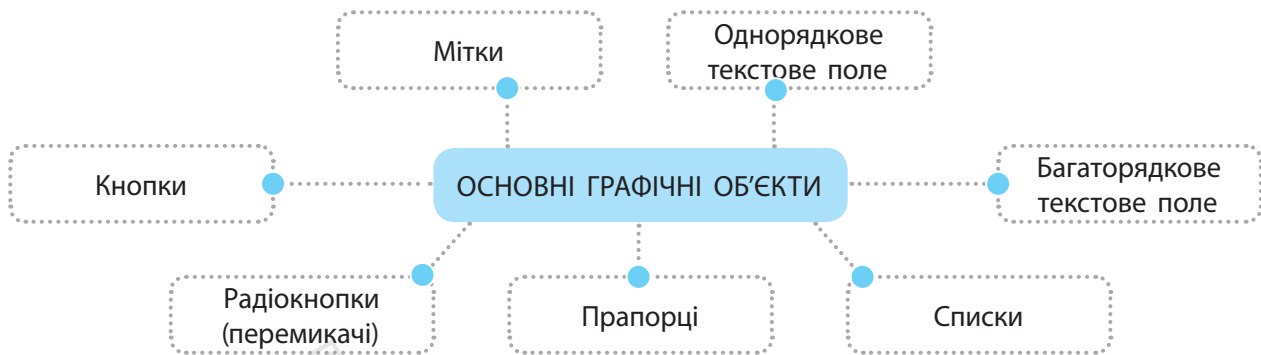 Мітки
Однорядкове
текстове поле
Кнопки
ОСНОВНІ ГРАФІЧНІ ОБ’ЄКТИ
Багаторядкове
текстове поле
Радіокнопки
(перемикачі)
Прапорці
Списки